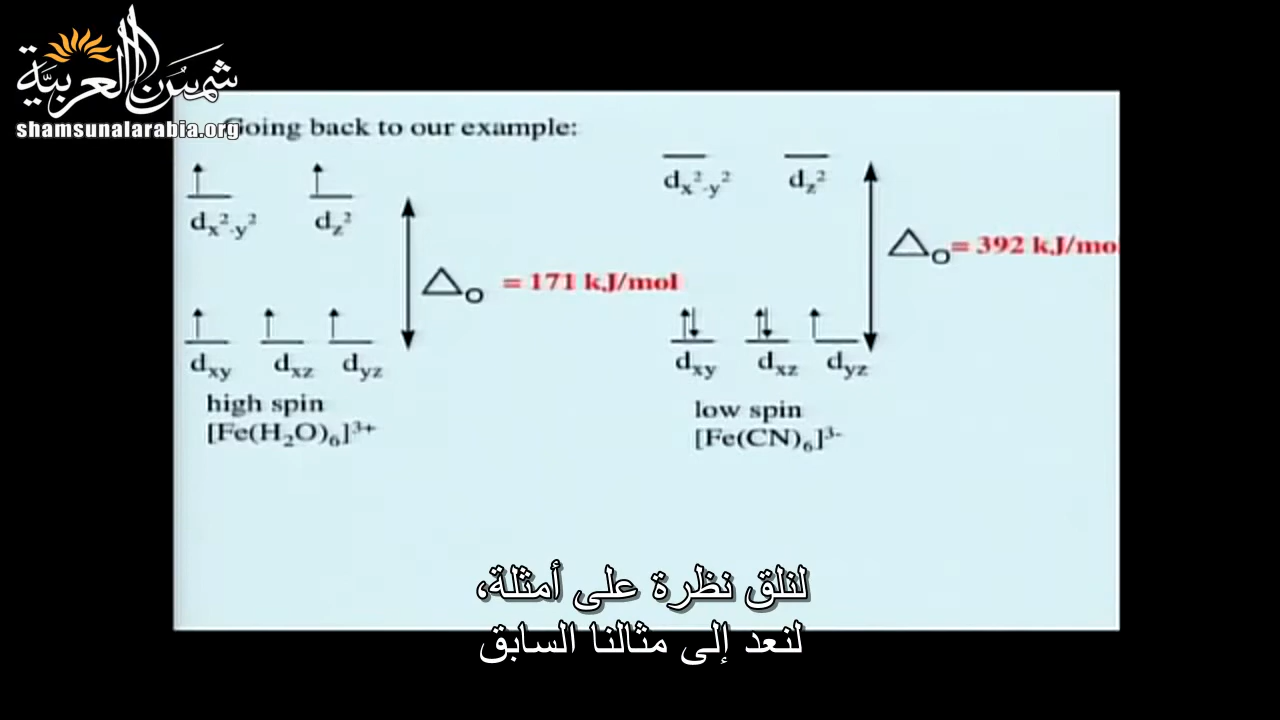 شمس العربية
shamsunalarabia.org
Going back to our example:
dx²-y² dz²
Δo = 171 kJ/mol
dxy dxz dyz
high spin
[Fe(H₂O)₆]³⁺
dx²-y² dz²
Δo = 392 kJ/mo
dxy dxz dyz
low spin
[Fe(CN)₆]³⁻
لنلق نظرة على أمثلة،
لنعد إلى مثالنا السابق